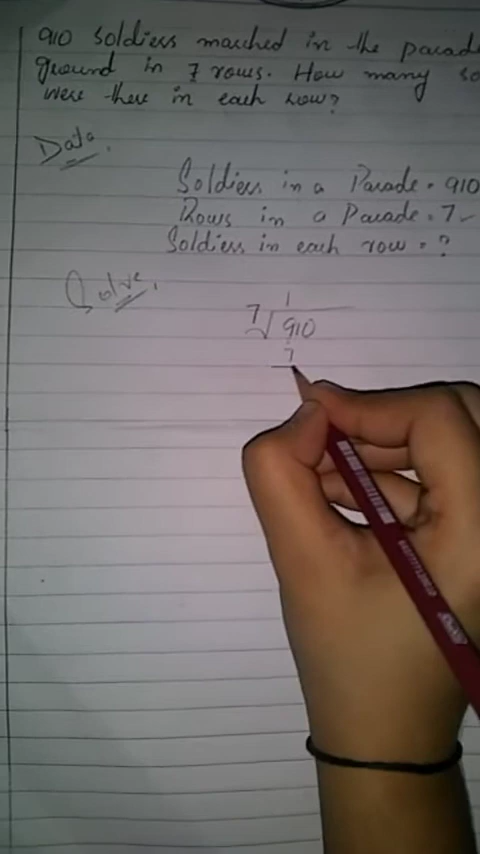 910 Soldiers marched in the parade
ground in 7 rows. How many so
were there in each row?
Data.
Soldiers in a Parade = 910
Rows in a Parade = 7
Soldiers in each row = ?
Solve.
1
7 910
7